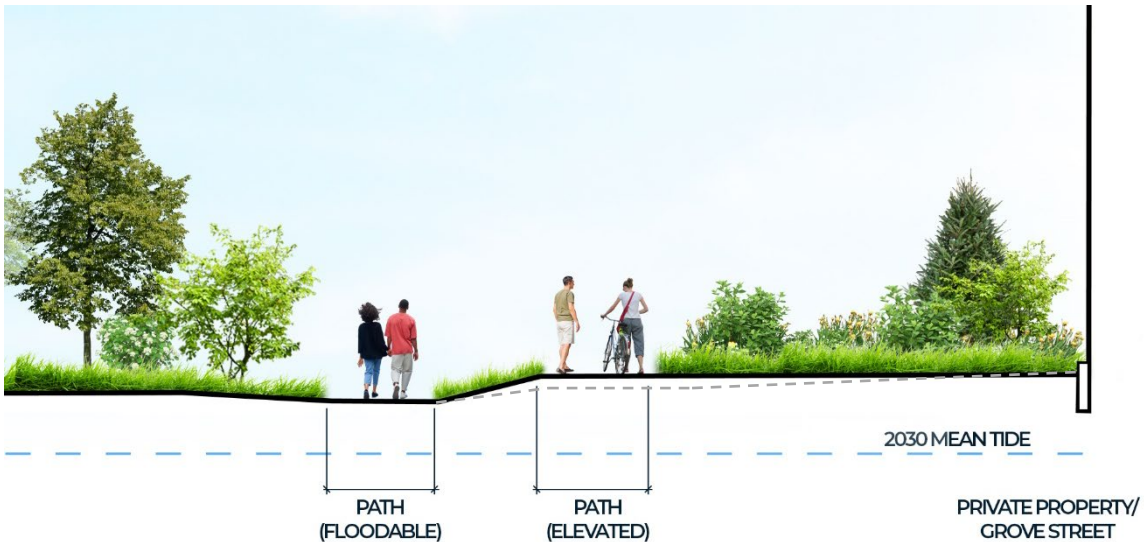 2030 MEAN TIDE
PATH
(FLOODABLE)
PATH
(ELEVATED)
PRIVATE PROPERTY/
GROVE STREET